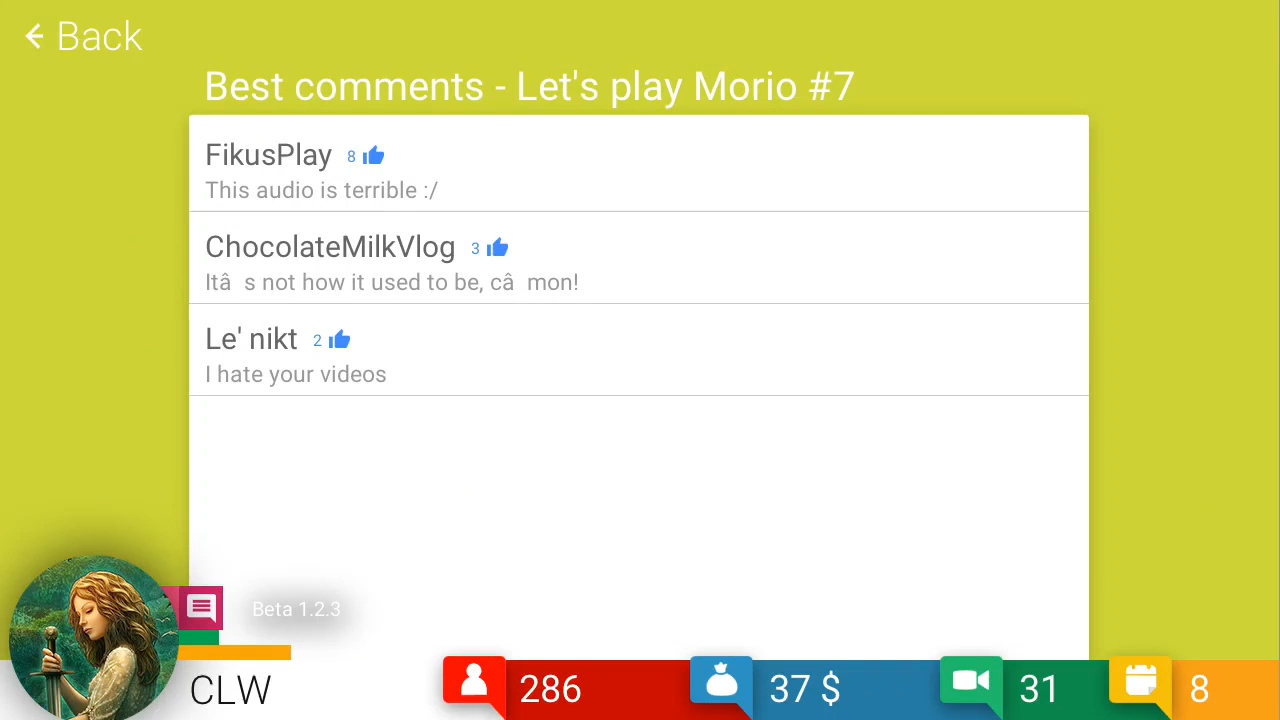 Back
Best comments - Let's play Morio #7
FikusPlay 8
This audio is terrible :/
ChocolateMilkVlog 3
Itâ  s not how it used to be, câ  mon!
Le' nikt 2
I hate your videos
Beta 1.2.3
CLW
286
37 $
31
8